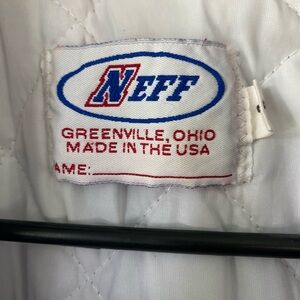 NEFF
GREENVILLE, OHIO
MADE IN THE USA
AME: